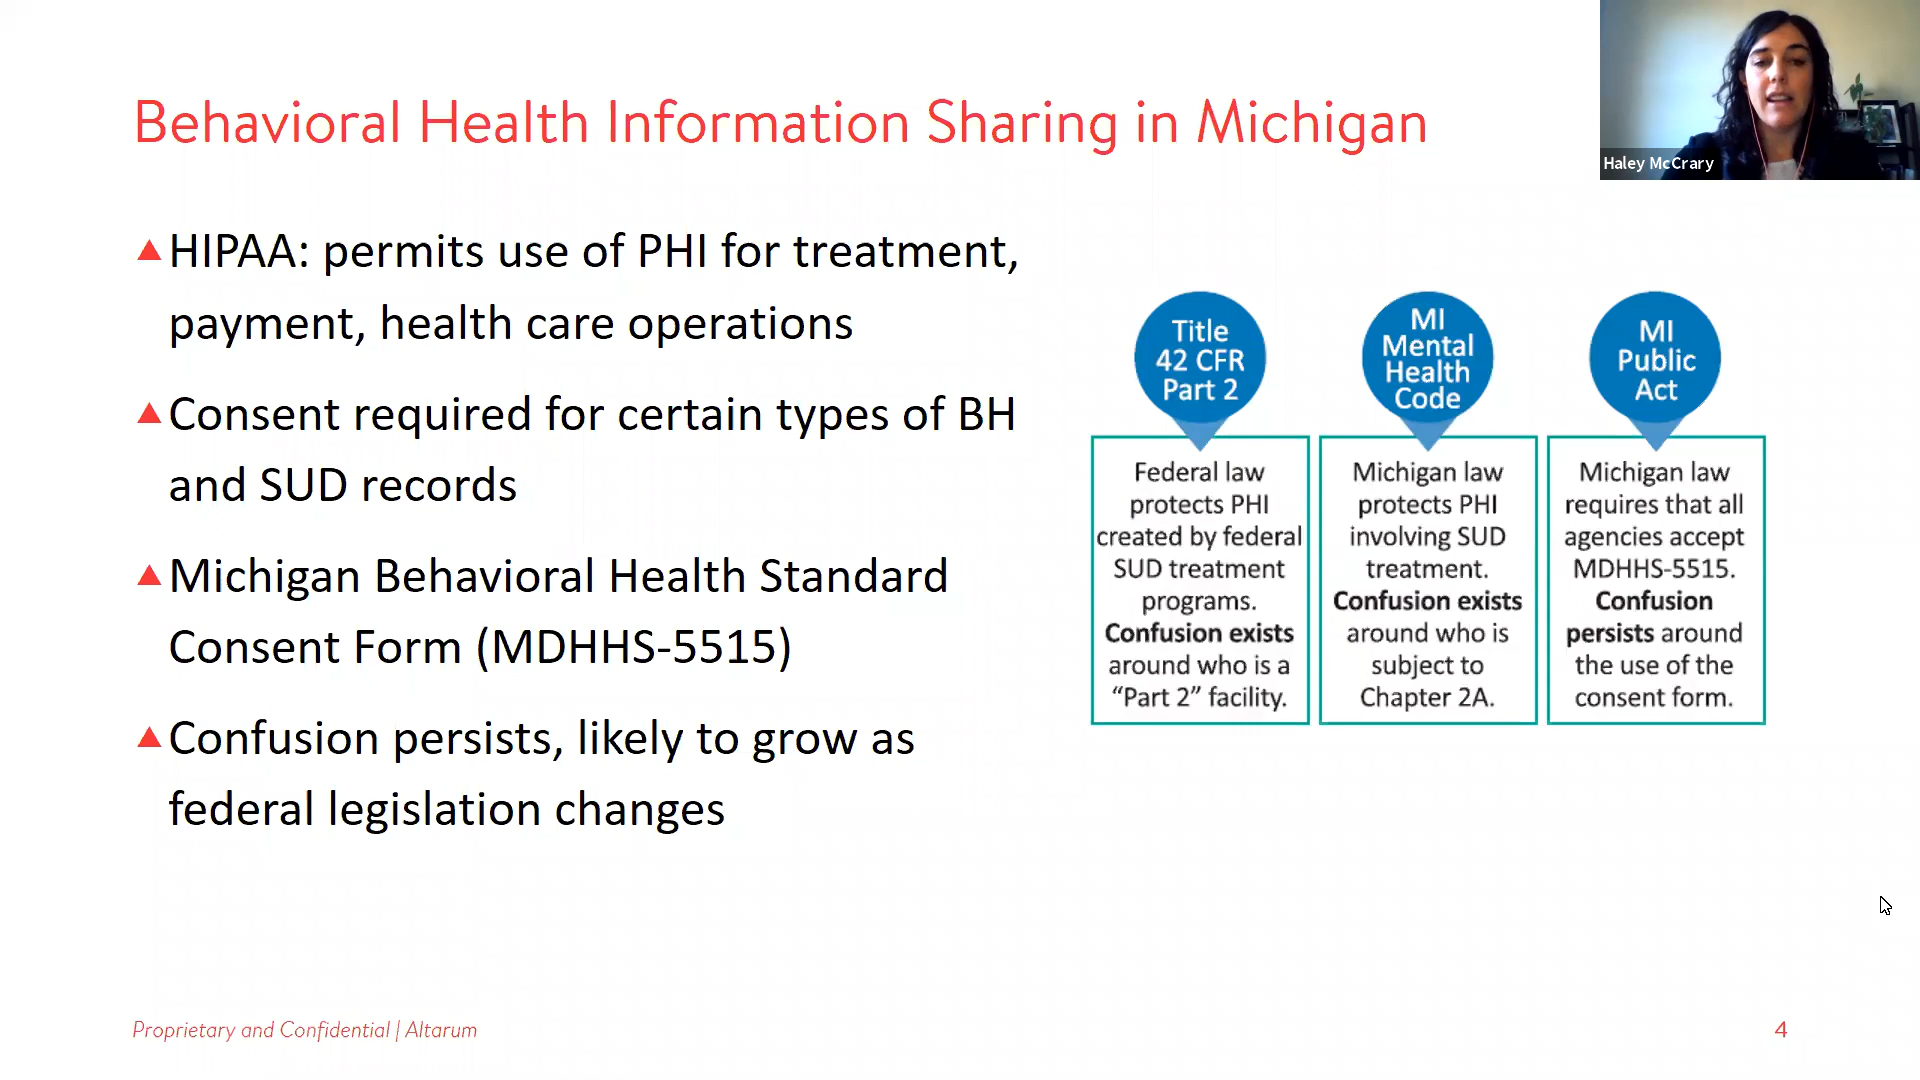 Behavioral Health Information Sharing in Michigan
Haley McCrary
HIPAA: permits use of PHI for treatment,
payment, health care operations
Consent required for certain types of BH
and SUD records
Michigan Behavioral Health Standard
Consent Form (MDHHS-5515)
Confusion persists, likely to grow as
federal legislation changes
Title
42 CFR
Part 2
Federal law
protects PHI
created by federal
SUD treatment
programs.
Confusion exists
around who is a
“Part 2” facility.
MI
Mental
Health
Code
Michigan law
protects PHI
involving SUD
treatment.
Confusion exists
around who is
subject to
Chapter 2A.
MI
Public
Act
Michigan law
requires that all
agencies accept
MDHHS-5515.
Confusion
persists around
the use of the
consent form.
Proprietary and Confidential | Altarum
4